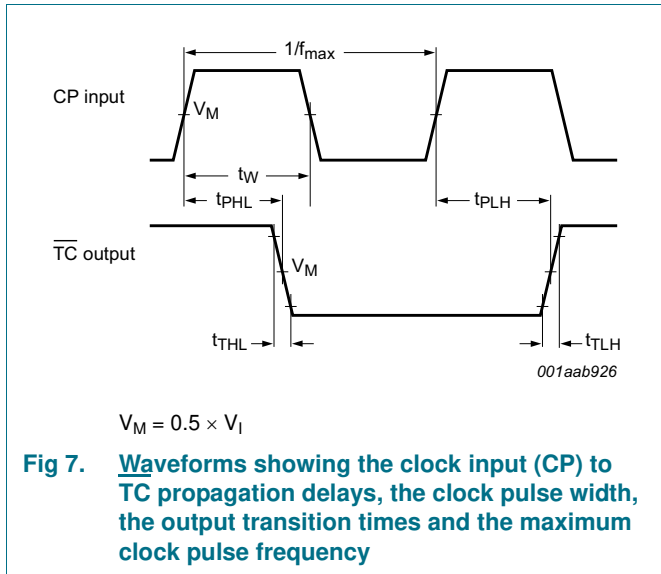 1/fmax
CP input
VM
tW
tPHL
tPLH
TC output
VM
tTHL
tTLH
001aab926
VM = 0.5 × VI
Fig 7. Waveforms showing the clock input (CP) to
TC propagation delays, the clock pulse width,
the output transition times and the maximum
clock pulse frequency